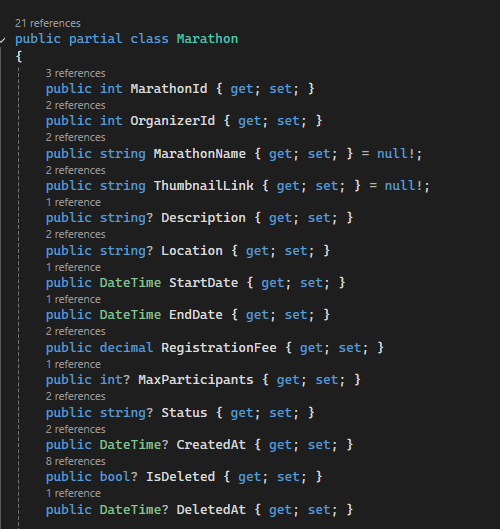 21 references
public partial class Marathon
{
3 references
public int MarathonId { get; set; }
2 references
public int OrganizerId { get; set; }
2 references
public string MarathonName { get; set; } = null!;
2 references
public string ThumbnailLink { get; set; } = null!;
1 reference
public string? Description { get; set; }
2 references
public string? Location { get; set; }
1 reference
public DateTime StartDate { get; set; }
1 reference
public DateTime EndDate { get; set; }
2 references
public decimal RegistrationFee { get; set; }
1 reference
public int? MaxParticipants { get; set; }
2 references
public string? Status { get; set; }
2 references
public DateTime? CreatedAt { get; set; }
8 references
public bool? IsDeleted { get; set; }
1 reference
public DateTime? DeletedAt { get; set; }